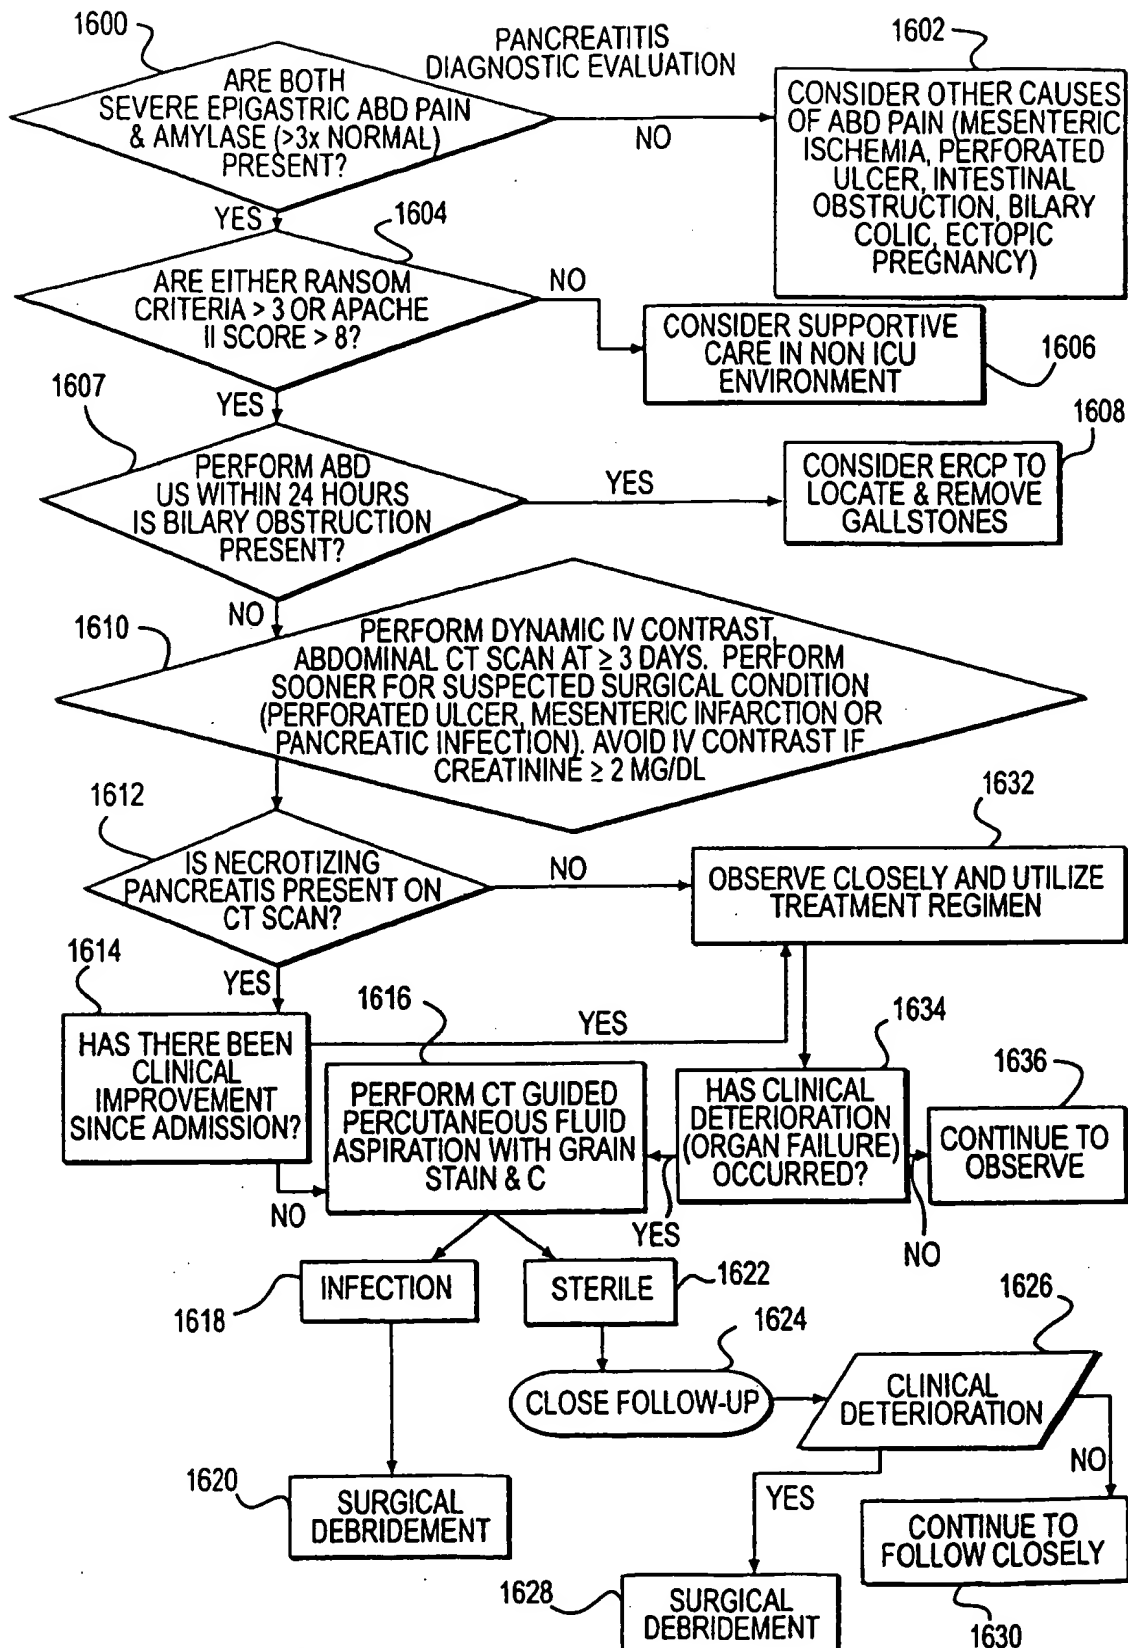 1600
PANCREATITIS
DIAGNOSTIC EVALUATION
1602
ARE BOTH
SEVERE EPIGASTRIC ABD PAIN
& AMYLASE (>3x NORMAL)
PRESENT?
NO
CONSIDER OTHER CAUSES
OF ABD PAIN (MESENTERIC
ISCHEMIA, PERFORATED
ULCER, INTESTINAL
OBSTRUCTION, BILARY
COLIC, ECTOPIC
PREGNANCY)
YES
1604
ARE EITHER RANSOM
CRITERIA > 3 OR APACHE
II SCORE > 8?
NO
CONSIDER SUPPORTIVE
CARE IN NON ICU
ENVIRONMENT
1606
YES
1607
PERFORM ABD
US WITHIN 24 HOURS
IS BILARY OBSTRUCTION
PRESENT?
YES
1608
CONSIDER ERCP TO
LOCATE & REMOVE
GALLSTONES
NO
1610
PERFORM DYNAMIC IV CONTRAST,
ABDOMINAL CT SCAN AT ≥ 3 DAYS. PERFORM
SOONER FOR SUSPECTED SURGICAL CONDITION
(PERFORATED ULCER, MESENTERIC INFARCTION OR
PANCREATIC INFECTION). AVOID IV CONTRAST IF
CREATININE ≥ 2 MG/DL
1612
IS NECROTIZING
PANCREATIS PRESENT ON
CT SCAN?
NO
1632
OBSERVE CLOSELY AND UTILIZE
TREATMENT REGIMEN
YES
1614
HAS THERE BEEN
CLINICAL
IMPROVEMENT
SINCE ADMISSION?
YES
NO
1616
PERFORM CT GUIDED
PERCUTANEOUS FLUID
ASPIRATION WITH GRAIN
STAIN & C
1634
HAS CLINICAL
DETERIORATION
(ORGAN FAILURE)
OCCURRED?
YES
NO
1636
CONTINUE TO
OBSERVE
INFECTION
1618
STERILE
1622
1624
CLOSE FOLLOW-UP
1626
CLINICAL
DETERIORATION
1620
SURGICAL
DEBRIDEMENT
YES
NO
1628
SURGICAL
DEBRIDEMENT
CONTINUE TO
FOLLOW CLOSELY
1630